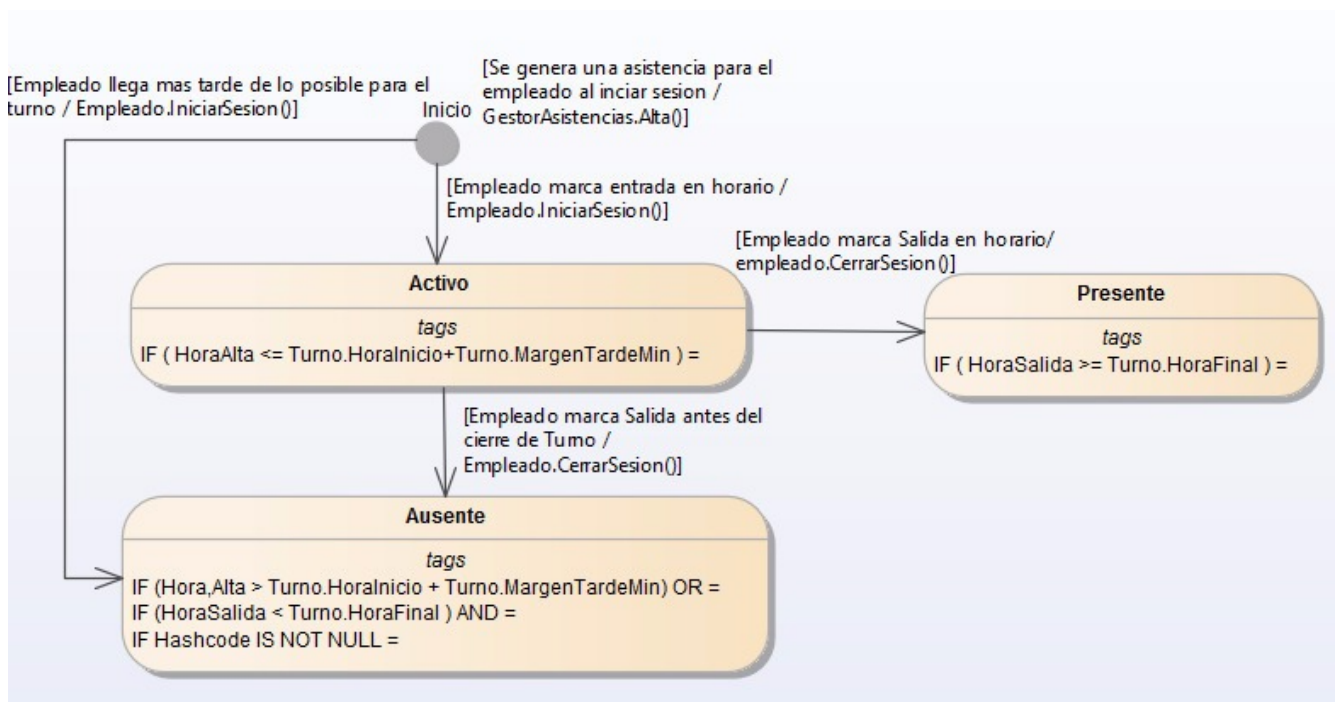 [Empleado llega mas tarde de lo posible para el
turno / Empleado.IniciarSesion()]
Inicio
[Se genera una asistencia para el
empleado al inciar sesion /
GestorAsistencias.Alta()]
[Empleado marca entrada en horario /
Empleado.IniciarSesion()]
[Empleado marca Salida en horario/
empleado.CerrarSesion()]
Activo
tags
IF ( HoraAlta <= Turno.HoraInicio+Turno.MargenTardeMin ) =
Presente
tags
IF ( HoraSalida >= Turno.HoraFinal ) =
[Empleado marca Salida antes del
cierre de Turno /
Empleado.CerrarSesion()]
Ausente
tags
IF (Hora,Alta > Turno.HoraInicio + Turno.MargenTardeMin) OR =
IF (HoraSalida < Turno.HoraFinal ) AND =
IF Hashcode IS NOT NULL =